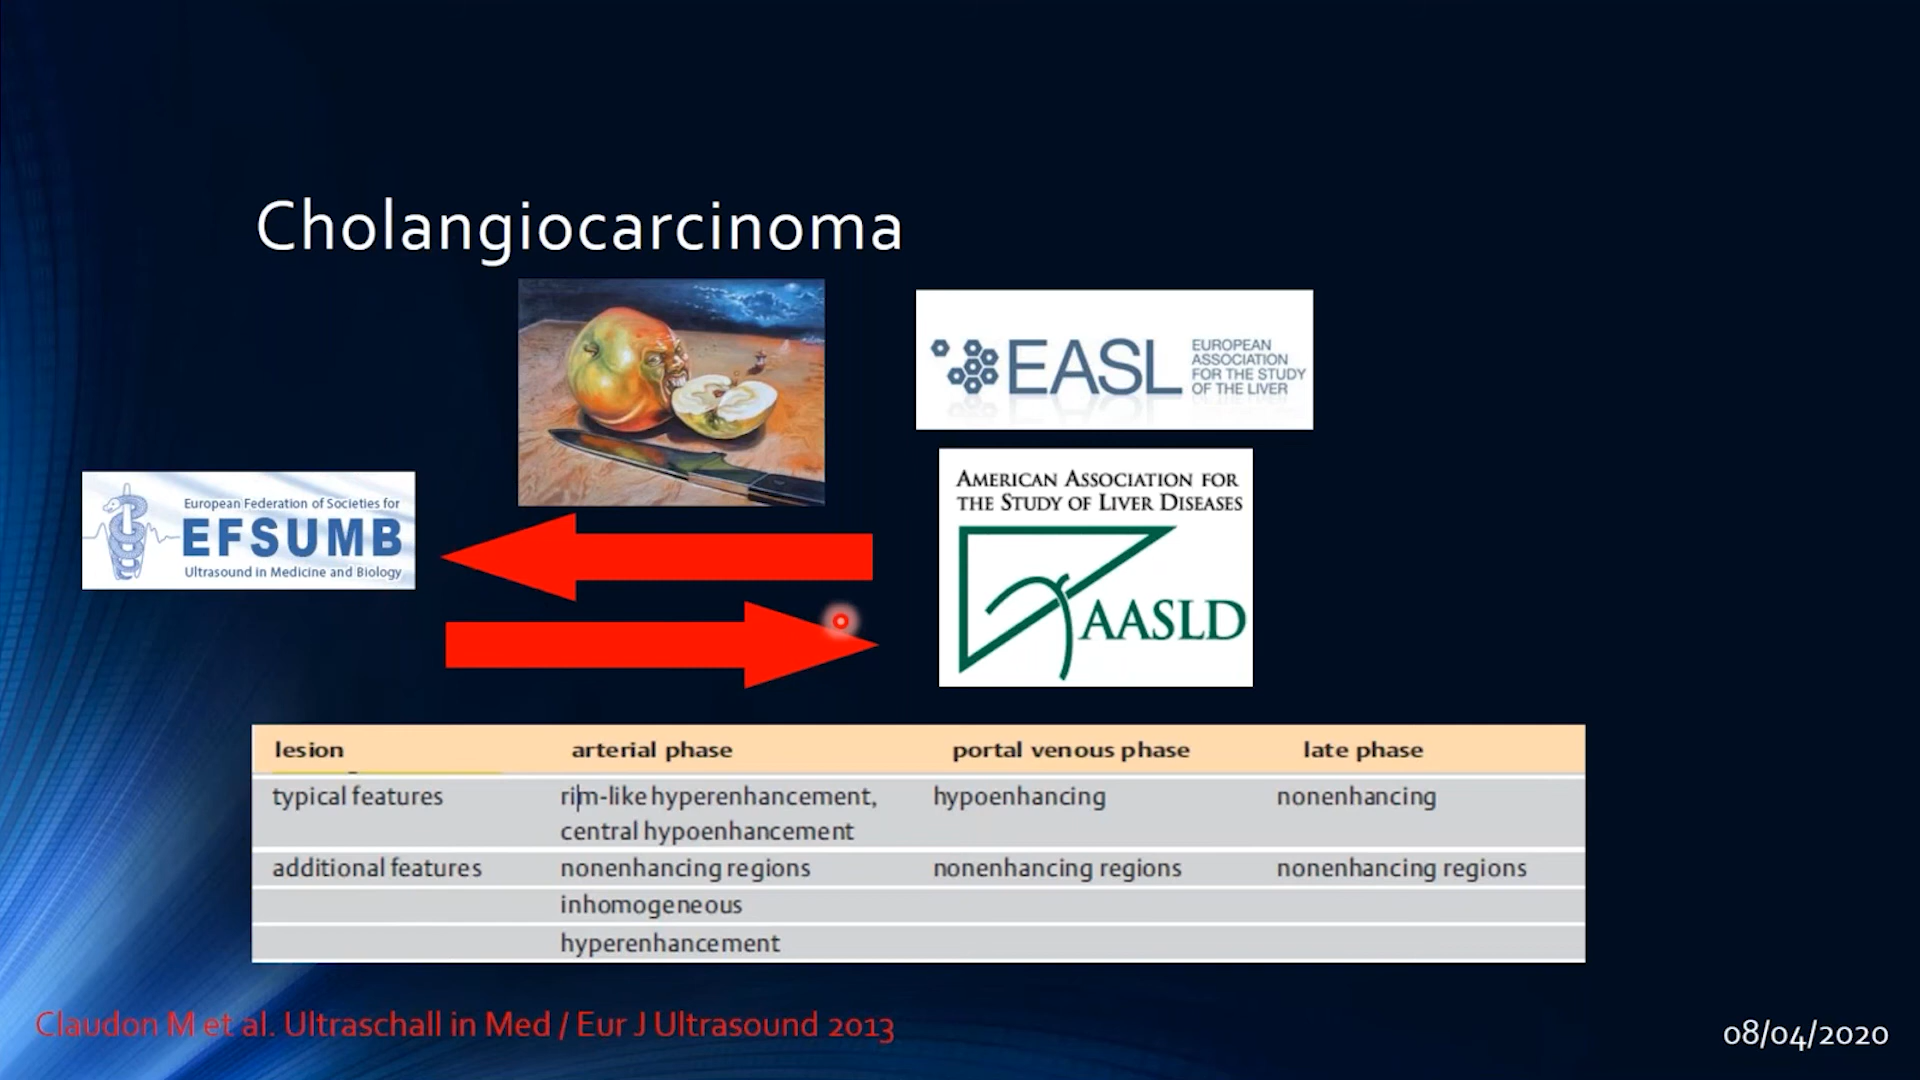 Cholangiocarcinoma
EASL
EUROPEAN
ASSOCIATION
FOR THE STUDY
OF THE LIVER
European Federation of Societies for
EFSUMB
Ultrasound in Medicine and Biology
AMERICAN ASSOCIATION FOR
THE STUDY OF LIVER DISEASES
AASLD
lesion arterial phase portal venous phase late phase
typical features rim-like hyperenhancement, hypoenhancing nonenhancing
central hypoenhancement
additional features nonenhancing regions nonenhancing regions nonenhancing regions
inhomogeneous
hyperenhancement
Claudon M et al. Ultraschall in Med / Eur J Ultrasound 2013
08/04/2020